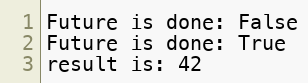 1 Future is done: False
2 Future is done: True
3 result is: 42